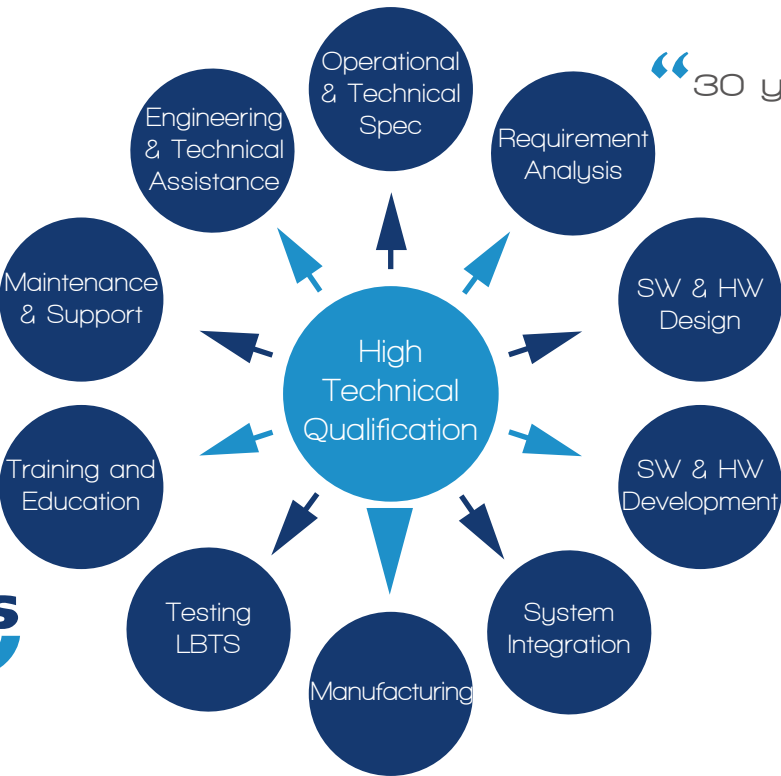 Operational
& Technical
Spec
“30 y
Engineering
& Technical
Assistance
Requirement
Analysis
Maintenance
& Support
SW & HW
Design
High
Technical
Qualification
Training and
Education
SW & HW
Development
Testing
LBTS
System
Integration
Manufacturing
s